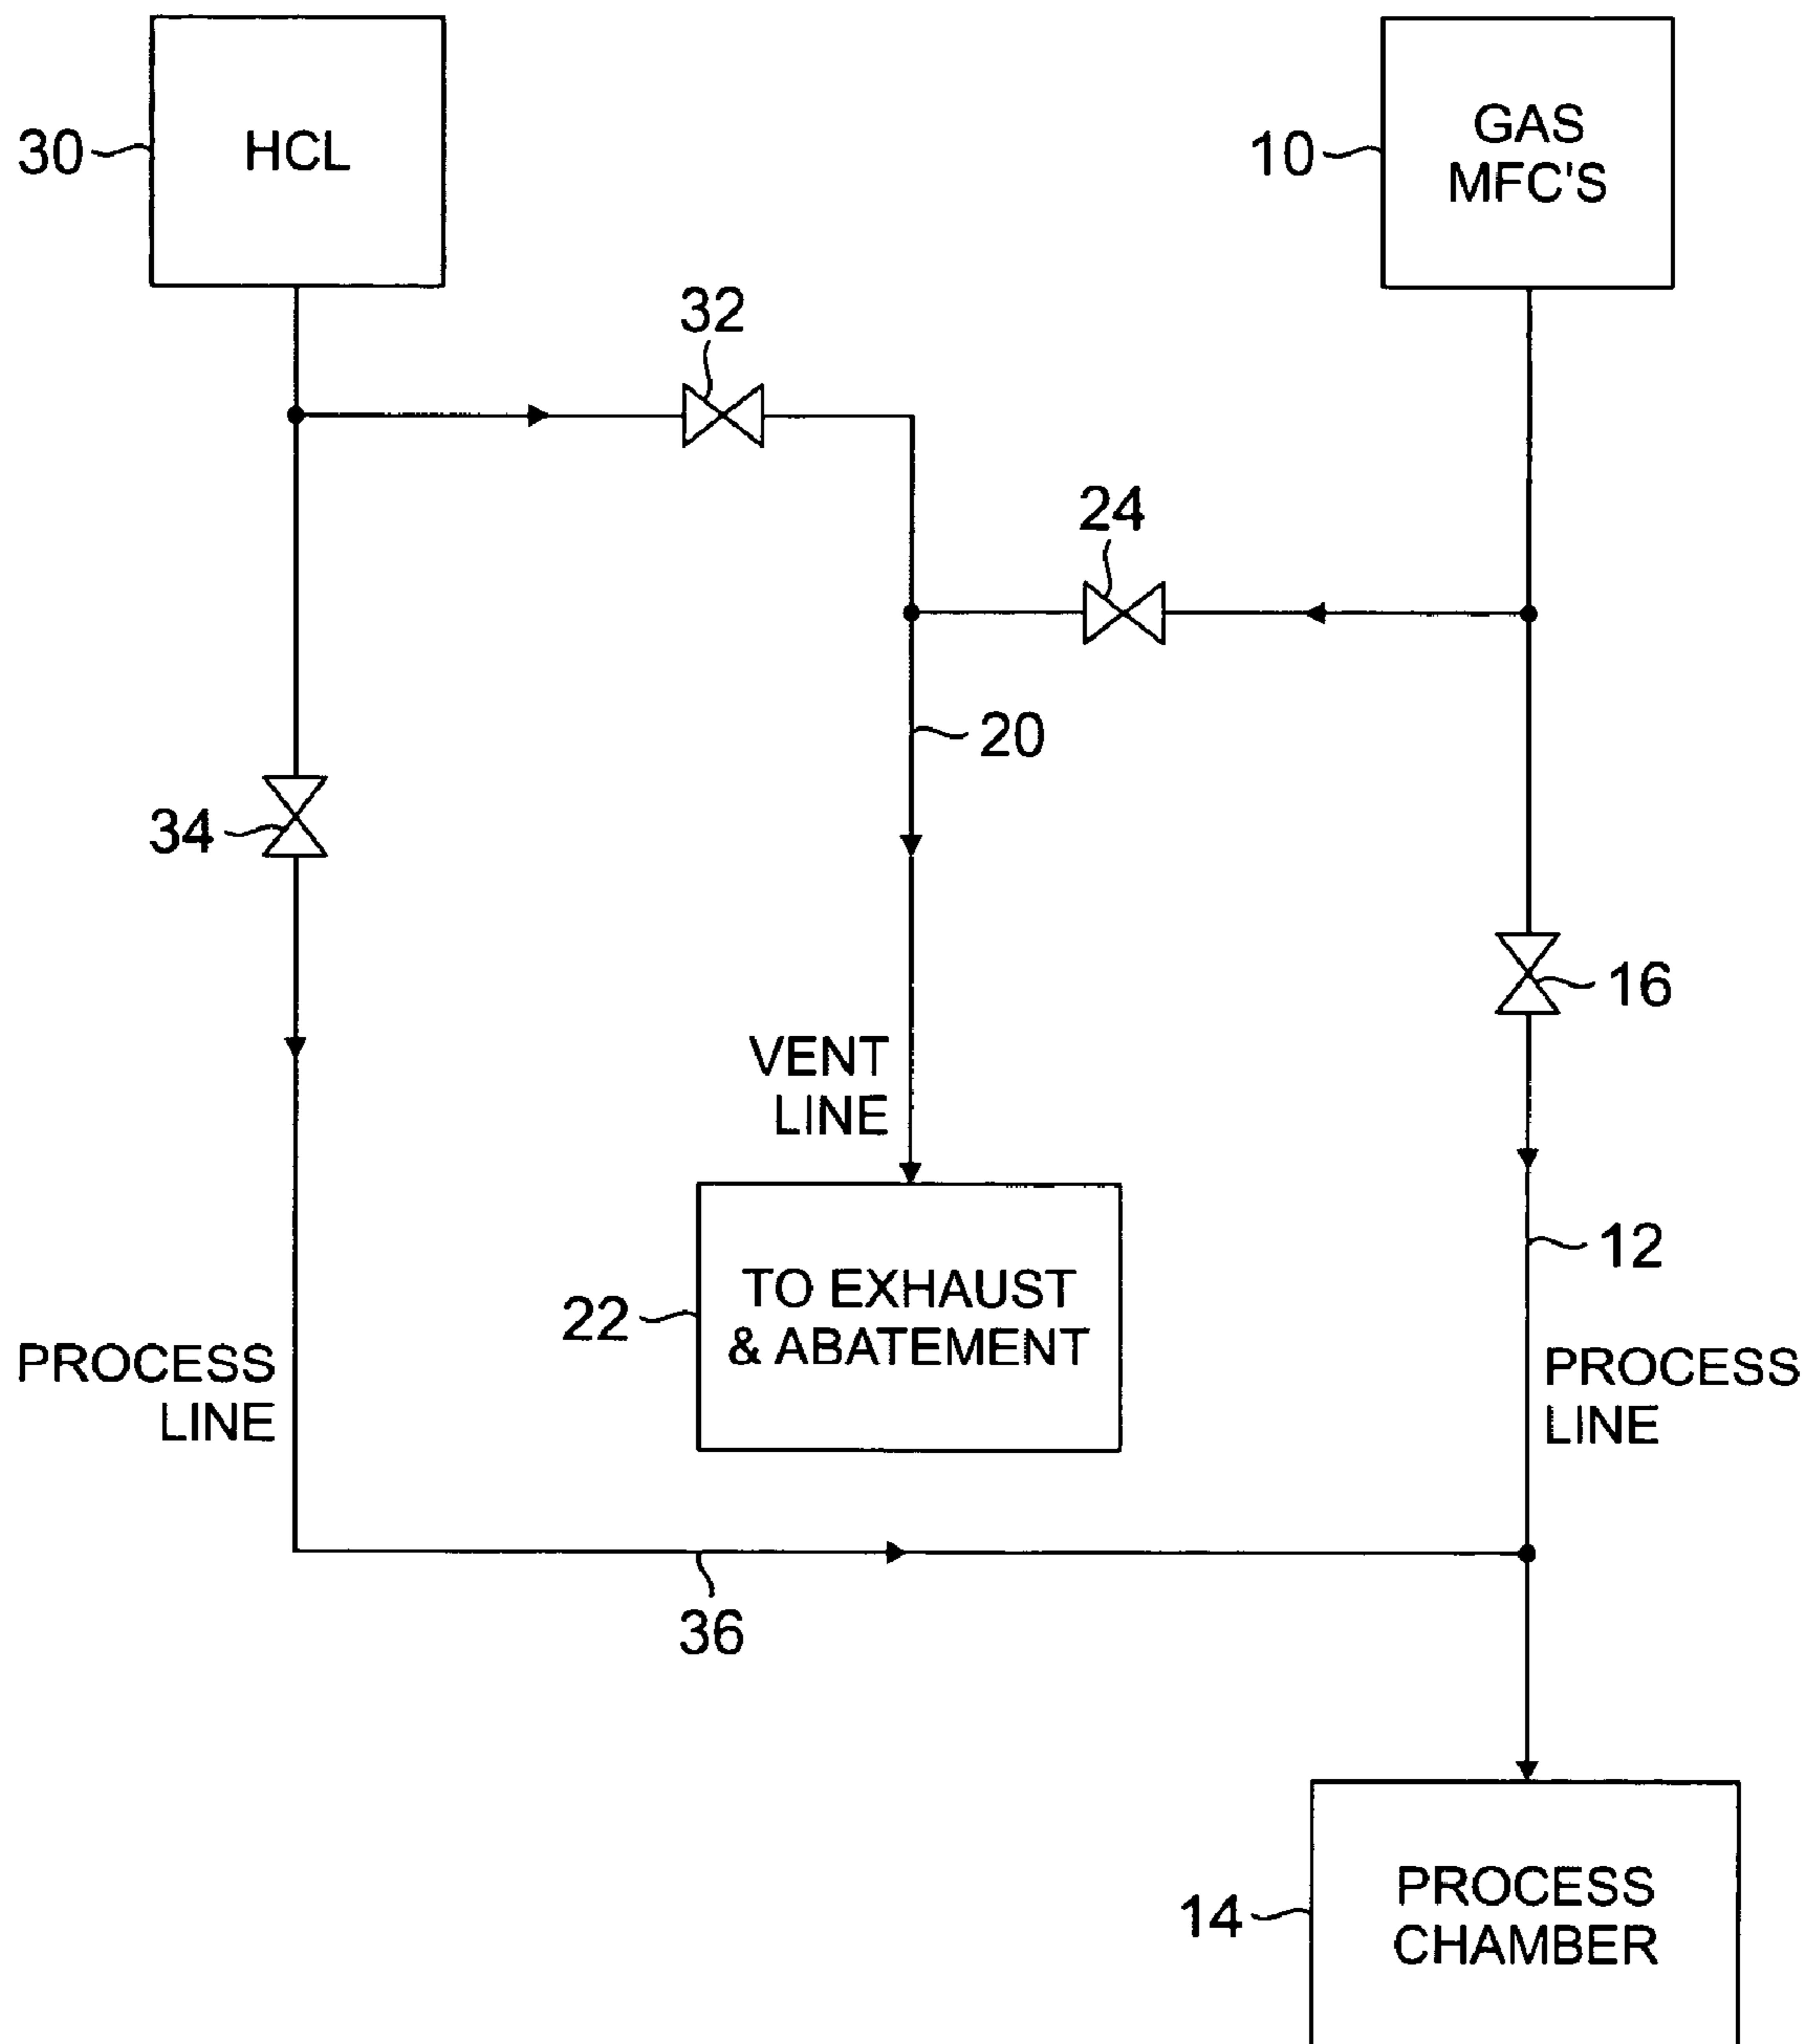 30
HCL
10
GAS
MFC'S
32
24
20
34
16
VENT
LINE
12
22
TO EXHAUST
& ABATEMENT
PROCESS
LINE
PROCESS
LINE
36
14
PROCESS
CHAMBER